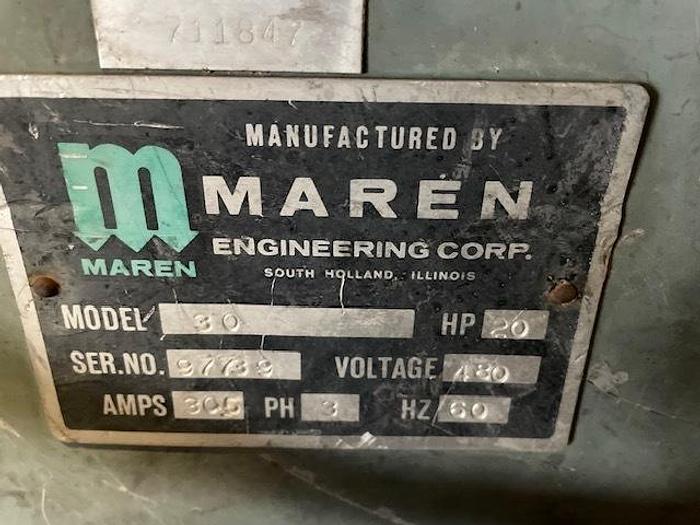 711847
MANUFACTURED BY
MAREN
MAREN
ENGINEERING CORP.
SOUTH HOLLAND, ILLINOIS
MODEL 30 HP 20
SER.NO. 97739 VOLTAGE 480
AMPS 30.5 PH 3 HZ 60